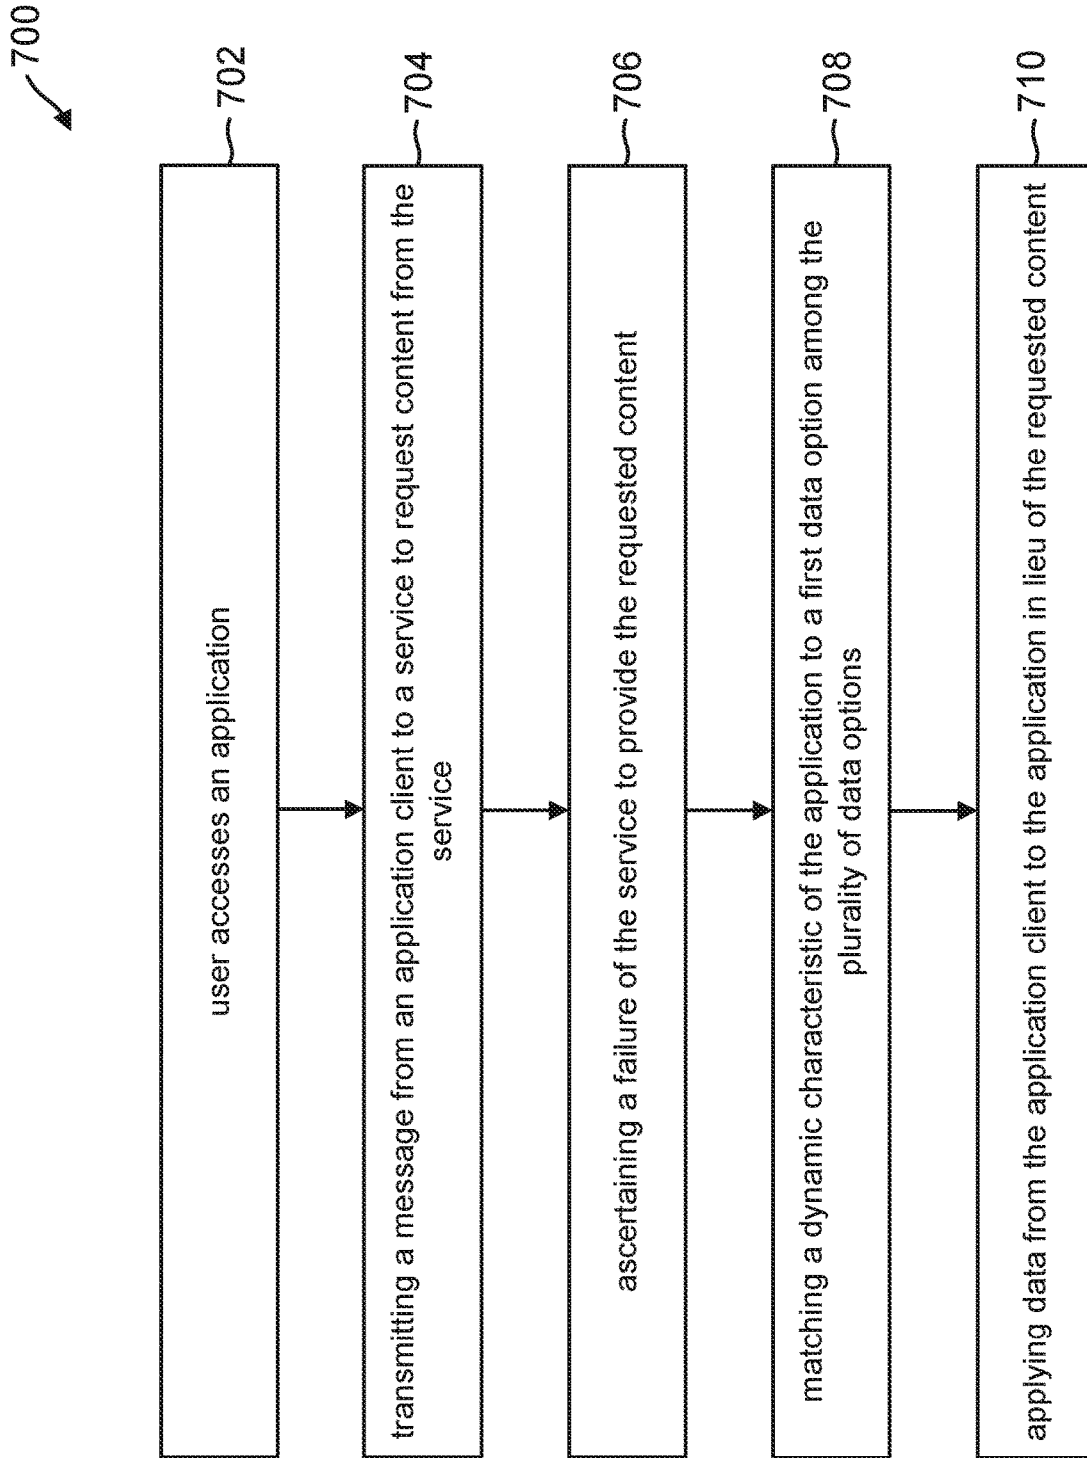 700
user accesses an application
702
transmitting a message from an application client to a service to request content from the
service
704
ascertaining a failure of the service to provide the requested content
706
matching a dynamic characteristic of the application to a first data option among the
plurality of data options
708
applying data from the application client to the application in lieu of the requested content
710